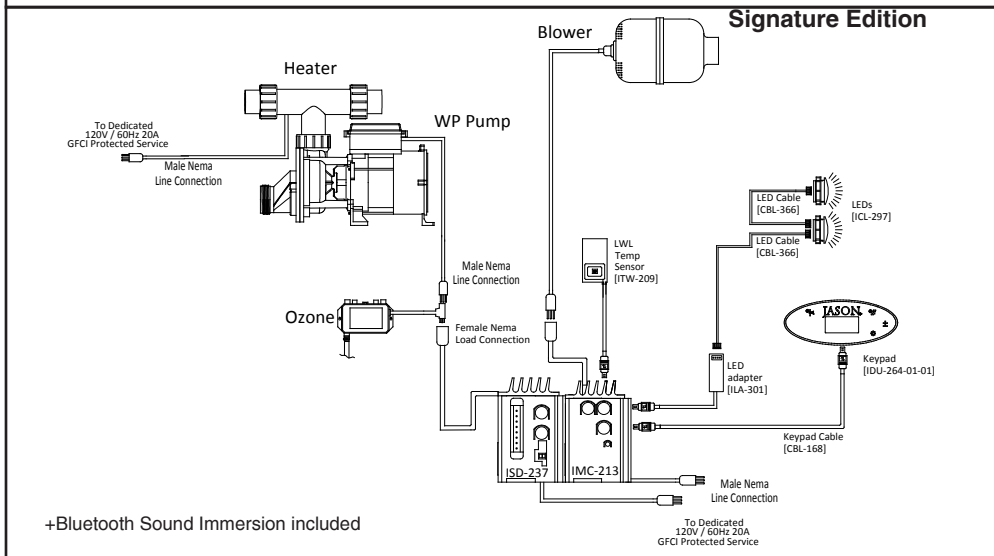 Signature Edition
Blower
Heater
To Dedicated
120V / 60Hz 20A
GFCI Protected Service
Male Nema
Line Connection
WP Pump
LED Cable
[CBL-366]
LEDs
[ICL-297]
LED Cable
[CBL-366]
LWL
Temp
Sensor
[ITW-209]
Male Nema
Line Connection
Ozone
Female Nema
Load Connection
JASON
Keypad
[IDU-264-01-01]
LED
adapter
[ILA-301]
Keypad Cable
[CBL-168]
ISD-237
IMC-213
Male Nema
Line Connection
To Dedicated
120V / 60Hz 20A
GFCI Protected Service
+Bluetooth Sound Immersion included